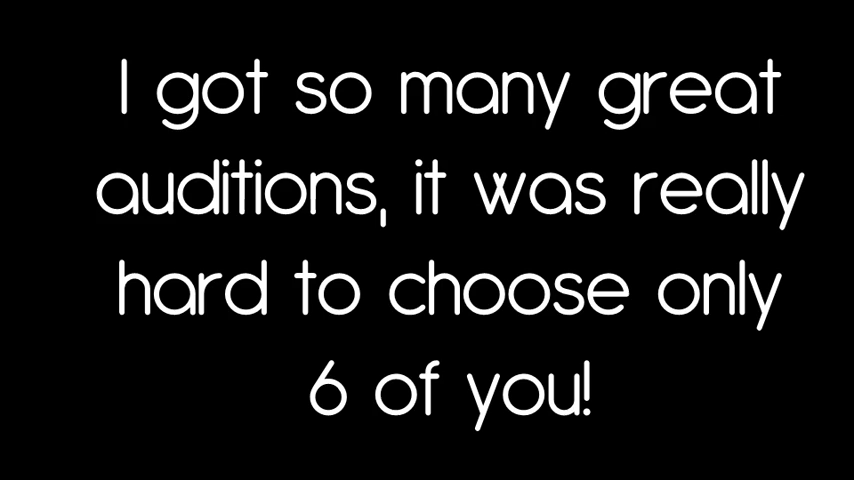 I got so many great
auditions, it was really
hard to choose only
6 of you!